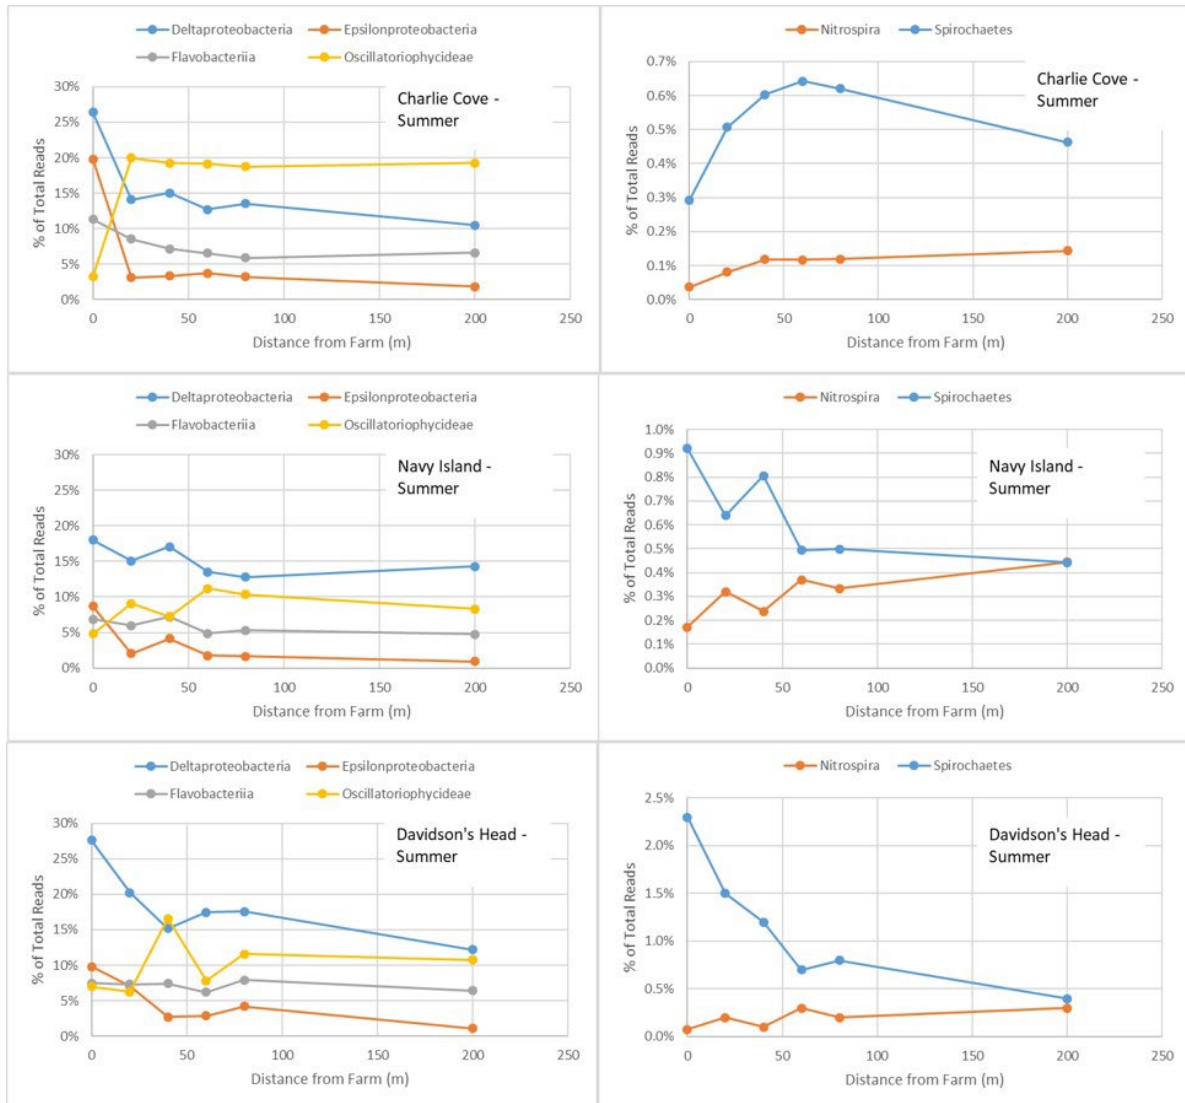 Deltaproteobacteria Epsilonproteobacteria
Flavobacteriia Oscillatoriophycideae
Charlie Cove -
Summer
% of Total Reads
30%
25%
20%
15%
10%
5%
0%
0 50 100 150 200 250
Distance from Farm (m)
Nitrospira Spirochaetes
Charlie Cove -
Summer
% of Total Reads
0.7%
0.6%
0.5%
0.4%
0.3%
0.2%
0.1%
0.0%
0 50 100 150 200 250
Distance from Farm (m)
Deltaproteobacteria Epsilonproteobacteria
Flavobacteriia Oscillatoriophycideae
Navy Island -
Summer
% of Total Reads
30%
25%
20%
15%
10%
5%
0%
0 50 100 150 200 250
Distance from Farm (m)
Nitrospira Spirochaetes
Navy Island -
Summer
% of Total Reads
1.0%
0.9%
0.8%
0.7%
0.6%
0.5%
0.4%
0.3%
0.2%
0.1%
0.0%
0 50 100 150 200 250
Distance from Farm (m)
Deltaproteobacteria Epsilonproteobacteria
Flavobacteriia Oscillatoriophycideae
Davidson's Head -
Summer
% of Total Reads
30%
25%
20%
15%
10%
5%
0%
0 50 100 150 200 250
Distance from Farm (m)
Nitrospira Spirochaetes
Davidson's Head -
Summer
% of Total Reads
2.5%
2.0%
1.5%
1.0%
0.5%
0.0%
0 50 100 150 200 250
Distance from Farm (m)